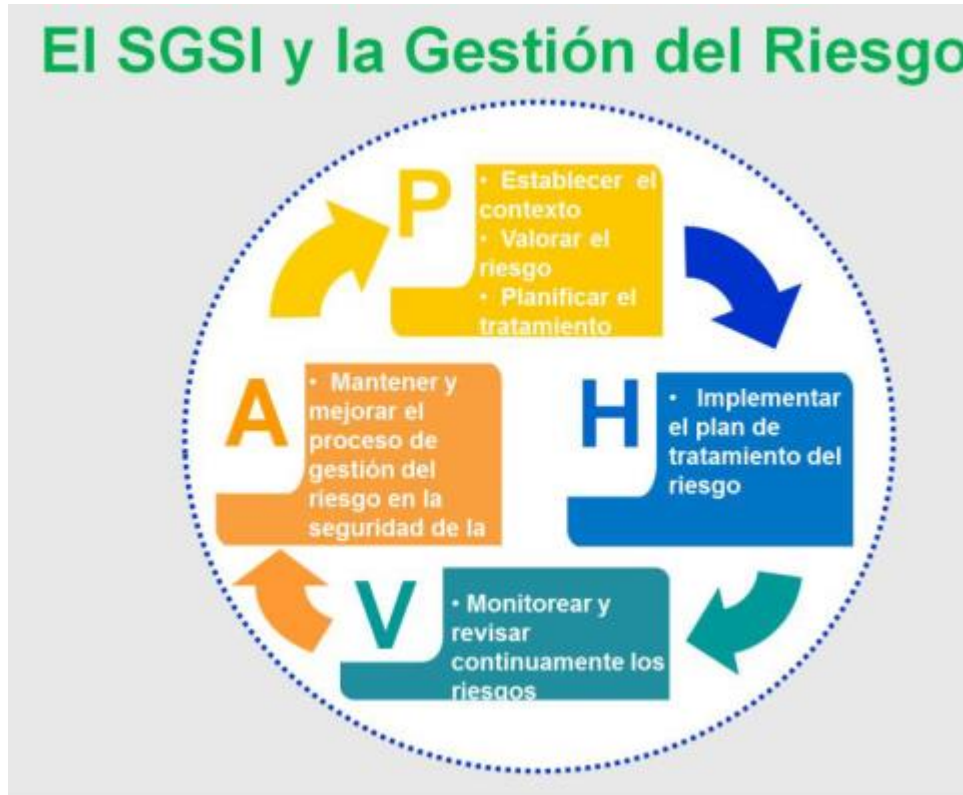 El SGSI y la Gestión del Riesgo
P
• Establecer el
contexto
• Valorar el
riesgo
• Planificar el
tratamiento
H
• Implementar
el plan de
tratamiento del
riesgo
V
• Monitorear y
revisar
continuamente los
riesgos
A
• Mantener y
mejorar el
proceso de
gestión del
riesgo en la
seguridad de la